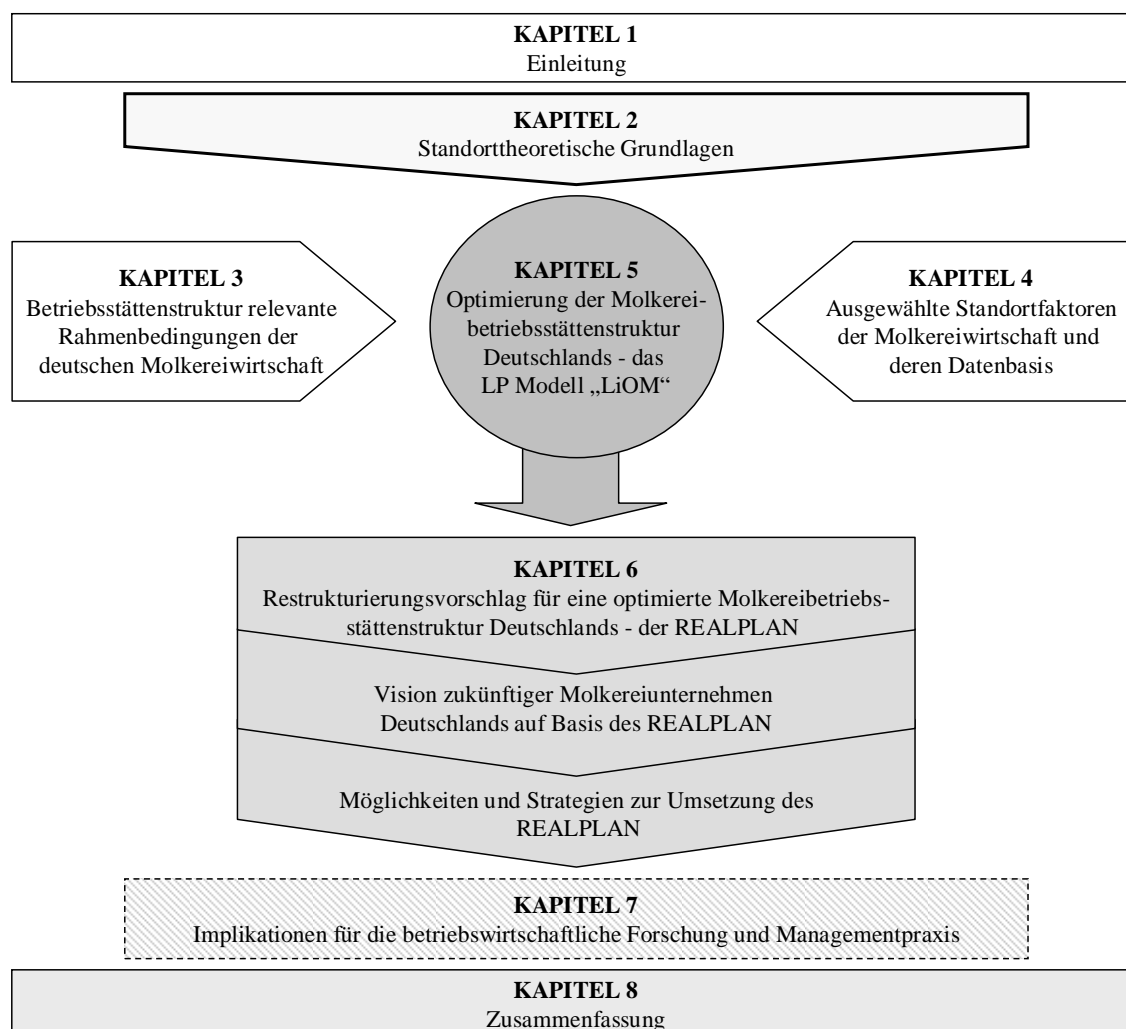 KAPITEL 1
Einleitung
KAPITEL 2
Standorttheoretische Grundlagen
KAPITEL 3
Betriebsstättenstruktur relevante
Rahmenbedingungen der
deutschen Molkereiwirtschaft
KAPITEL 5
Optimierung der Molkerei-
betriebsstättenstruktur
Deutschlands - das
LP Modell „LiOM“
KAPITEL 4
Ausgewählte Standortfaktoren
der Molkereiwirtschaft und
deren Datenbasis
KAPITEL 6
Restrukturierungsvorschlag für eine optimierte Molkereibetriebs-
stättenstruktur Deutschlands - der REALPLAN
Vision zukünftiger Molkereiunternehmen
Deutschlands auf Basis des REALPLAN
Möglichkeiten und Strategien zur Umsetzung des
REALPLAN
KAPITEL 7
Implikationen für die betriebswirtschaftliche Forschung und Managementpraxis
KAPITEL 8
Zusammenfassung